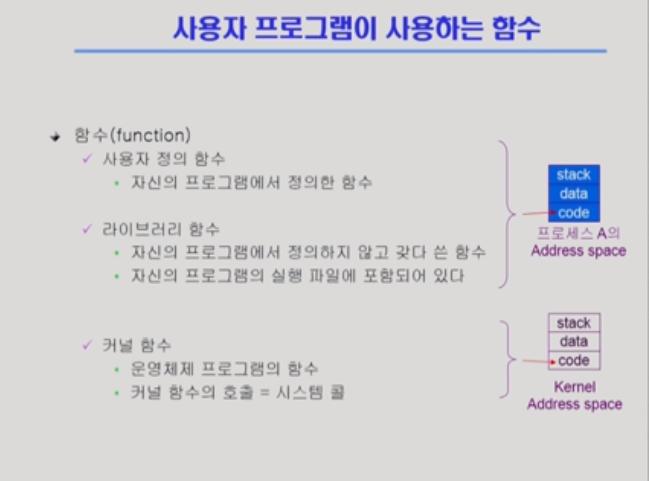 사용자 프로그램이 사용하는 함수
함수(function)
✓ 사용자 정의 함수
• 자신의 프로그램에서 정의한 함수
✓ 라이브러리 함수
• 자신의 프로그램에서 정의하지 않고 갖다 쓴 함수
• 자신의 프로그램의 실행 파일에 포함되어 있다
stack
data
code
프로세스 A의
Address space
✓ 커널 함수
• 운영체제 프로그램의 함수
• 커널 함수의 호출 = 시스템 콜
stack
data
code
Kernel
Address space